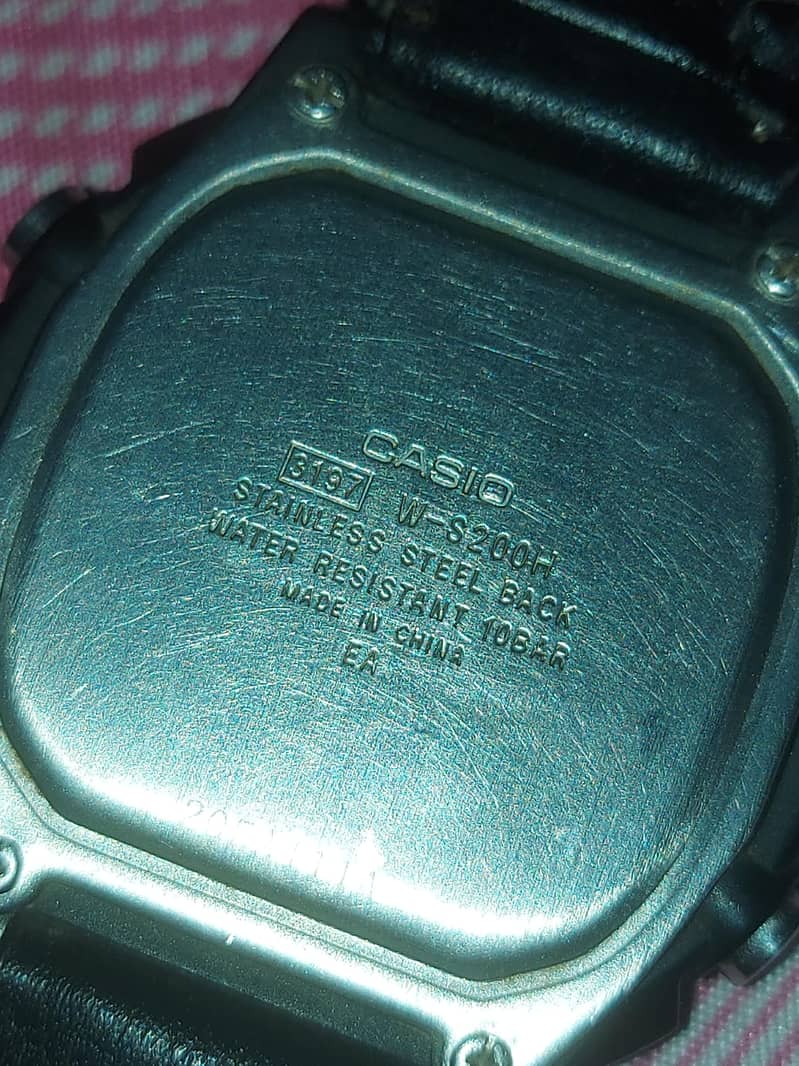 CASIO
3197 W-S200H
STAINLESS STEEL BACK
WATER RESISTANT 10BAR
MADE IN CHINA
EA